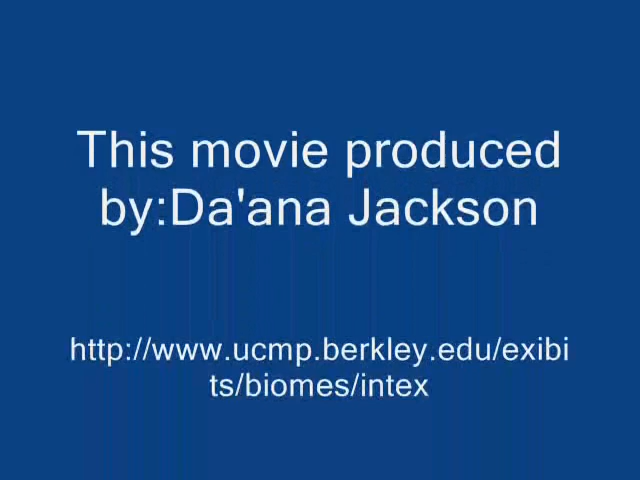 This movie produced
by:Da'ana Jackson
http://www.ucmp.berkley.edu/exibi
ts/biomes/intex